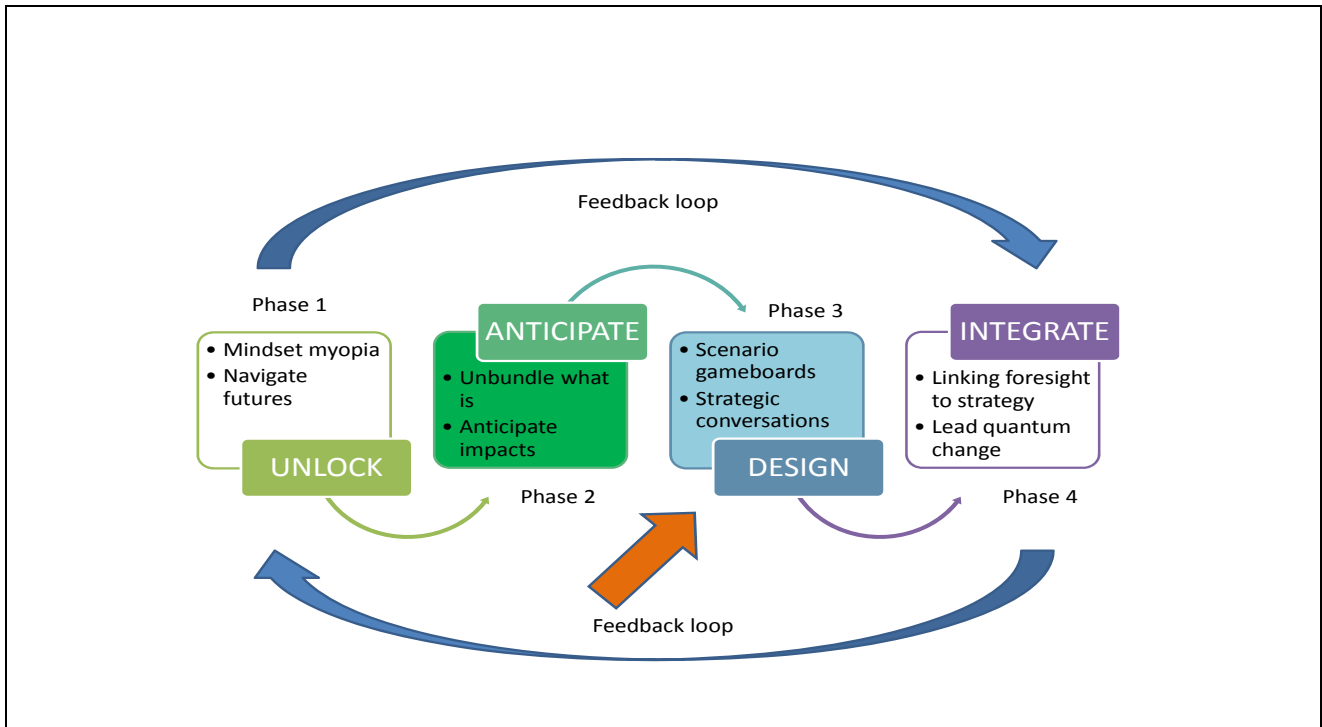 Feedback loop
Phase 1
• Mindset myopia
• Navigate
futures
UNLOCK
ANTICIPATE
• Unbundle what
is
• Anticipate
impacts
Phase 2
Phase 3
• Scenario
gameboards
• Strategic
conversations
DESIGN
INTEGRATE
• Linking foresight
to strategy
• Lead quantum
change
Phase 4
Feedback loop